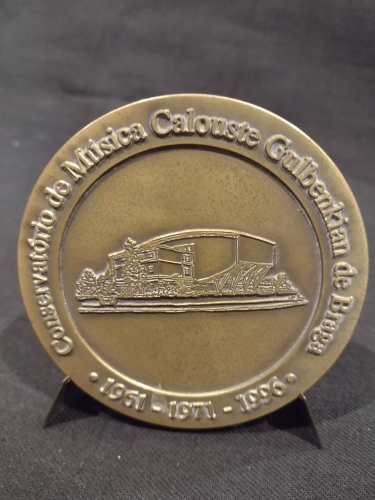 Conservatório de Música Calouste Gulbenkian de Braga
• 1961 - 1971 - 1996 •